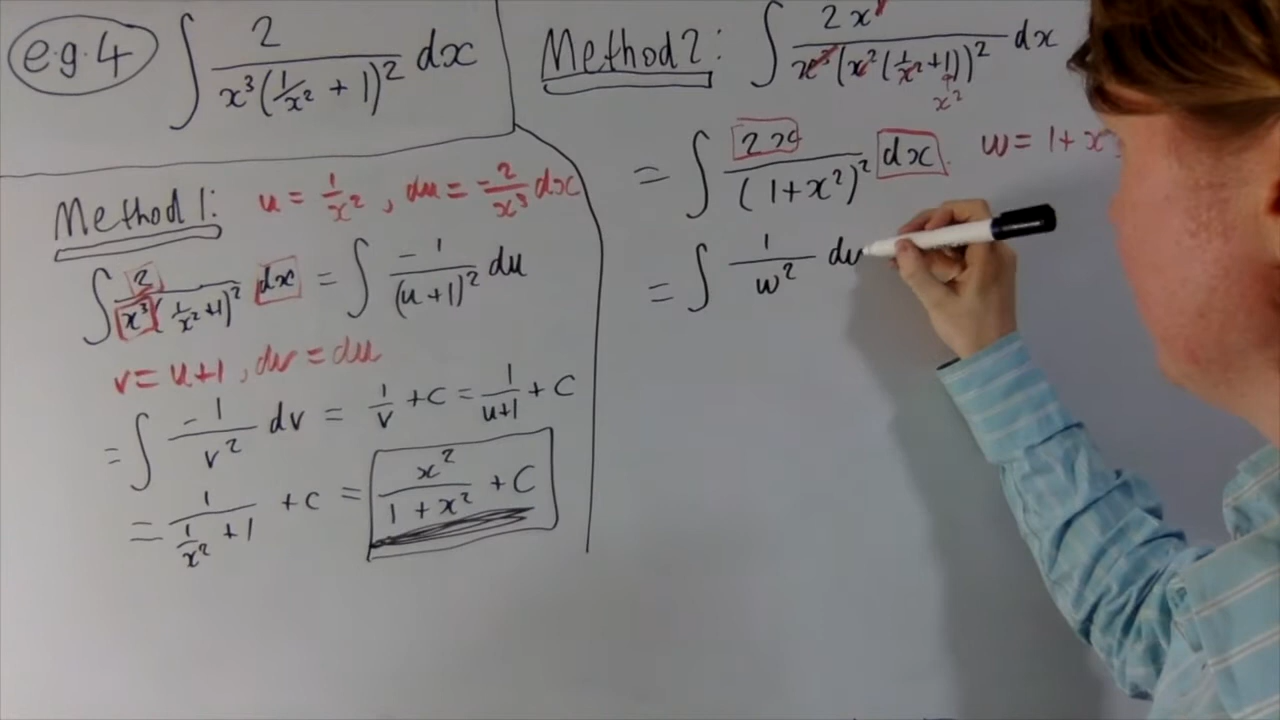 e.g.4 ∫ 2/(x³(1/x² + 1)²) dx
Method 1: u = 1/x², du = -2/x³ dx
∫ 2/(x³(1/x²+1)²) dx = ∫ -1/(u+1)² du
v = u+1, dv = du
= ∫ -1/v² dv = 1/v + C = 1/(u+1) + C
= 1/(1/x² + 1) + C = x²/(1+x²) + C
Method 2: ∫ 2x/(x³(x²(1/x²+1))²) dx
x²
= ∫ 2x/(1+x²)² dx. w = 1+x
= ∫ 1/w² dw